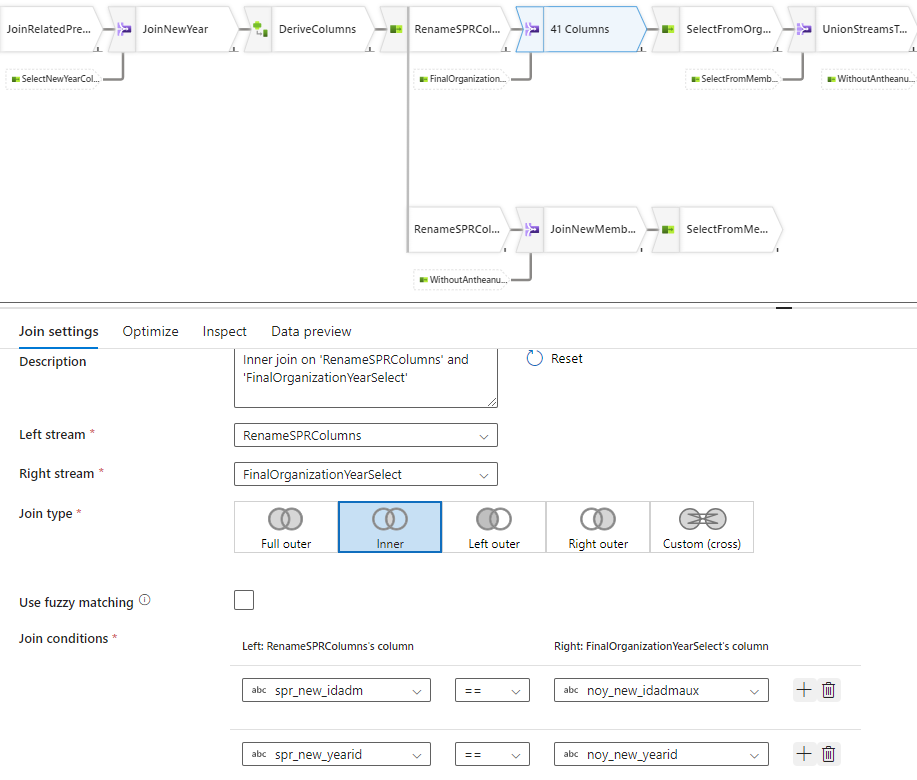 JoinRelatedPre...
JoinNewYear
DeriveColumns
RenameSPRCo...
41 Columns
SelectFromOrg...
UnionStreamsT...
SelectNewYearCol...
FinalOrganization...
SelectFromMemb...
WithoutAntheanu...
RenameSPRCol...
JoinNewMemb...
SelectFromMe...
WithoutAntheanu...
Join settings
Optimize
Inspect
Data preview
Description
Inner join on 'RenameSPRColumns' and
'FinalOrganizationYearSelect'
Reset
Left stream *
RenameSPRColumns
Right stream *
FinalOrganizationYearSelect
Join type *
Full outer
Inner
Left outer
Right outer
Custom (cross)
Use fuzzy matching
Join conditions *
Left: RenameSPRColumns's column
Right: FinalOrganizationYearSelect's column
abc spr_new_idadm
==
abc noy_new_idadmaux
abc spr_new_yearid
==
abc noy_new_yearid